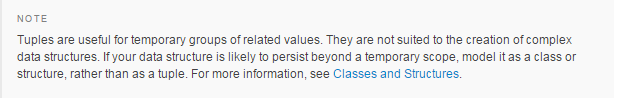 NOTE
Tuples are useful for temporary groups of related values. They are not suited to the creation of complex
data structures. If your data structure is likely to persist beyond a temporary scope, model it as a class or
structure, rather than as a tuple. For more information, see Classes and Structures.